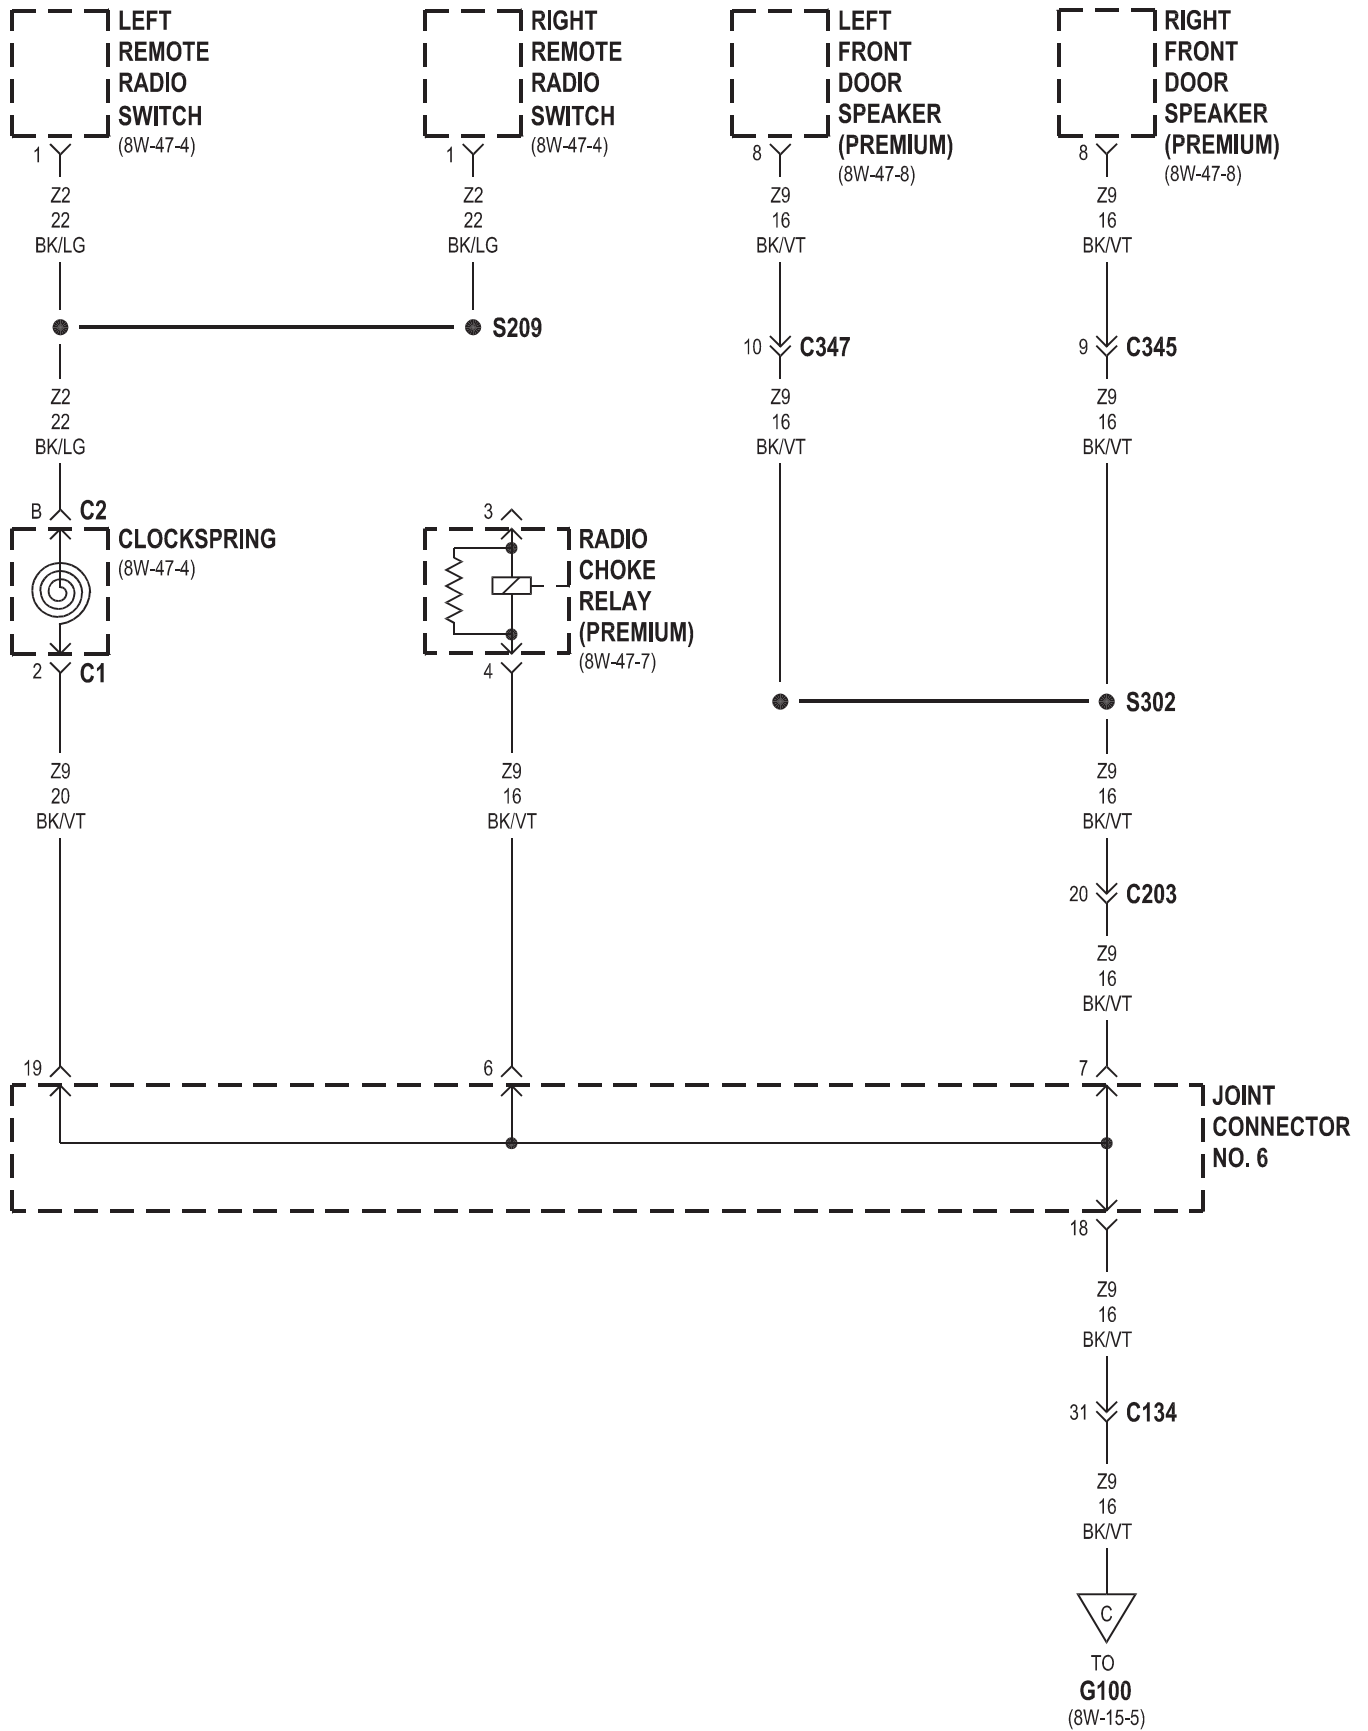 LEFT
REMOTE
RADIO
SWITCH
(8W-47-4)
RIGHT
REMOTE
RADIO
SWITCH
(8W-47-4)
LEFT
FRONT
DOOR
SPEAKER
(PREMIUM)
(8W-47-8)
RIGHT
FRONT
DOOR
SPEAKER
(PREMIUM)
(8W-47-8)
1
1
8
8
Z2
22
BK/LG
Z2
22
BK/LG
Z9
16
BK/VT
Z9
16
BK/VT
S209
10
C347
9
C345
Z2
22
BK/LG
Z9
16
BK/VT
Z9
16
BK/VT
B
C2
CLOCKSPRING
(8W-47-4)
2
C1
3
RADIO
CHOKE
RELAY
(PREMIUM)
(8W-47-7)
4
S302
Z9
20
BK/VT
Z9
16
BK/VT
Z9
16
BK/VT
20
C203
Z9
16
BK/VT
19
6
7
JOINT
CONNECTOR
NO. 6
18
Z9
16
BK/VT
31
C134
Z9
16
BK/VT
C
TO
G100
(8W-15-5)